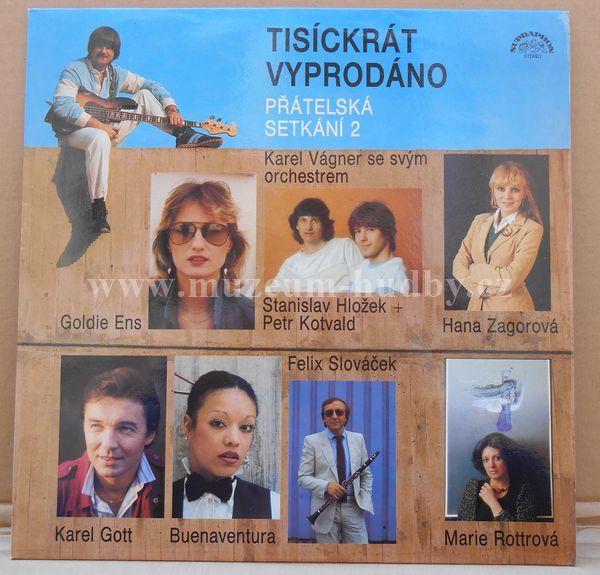 TISÍCKRÁT
VYPRODÁNO
PŘÁTELSKÁ
SETKÁNÍ 2
SUPRAPHON
STEREO
Karel Vágner se svým
orchestrem
www.muzeum-hudby.cz
Goldie Ens
Stanislav Hložek +
Petr Kotvald
Hana Zagorová
Felix Slováček
Karel Gott
Buenaventura
Marie Rottrová